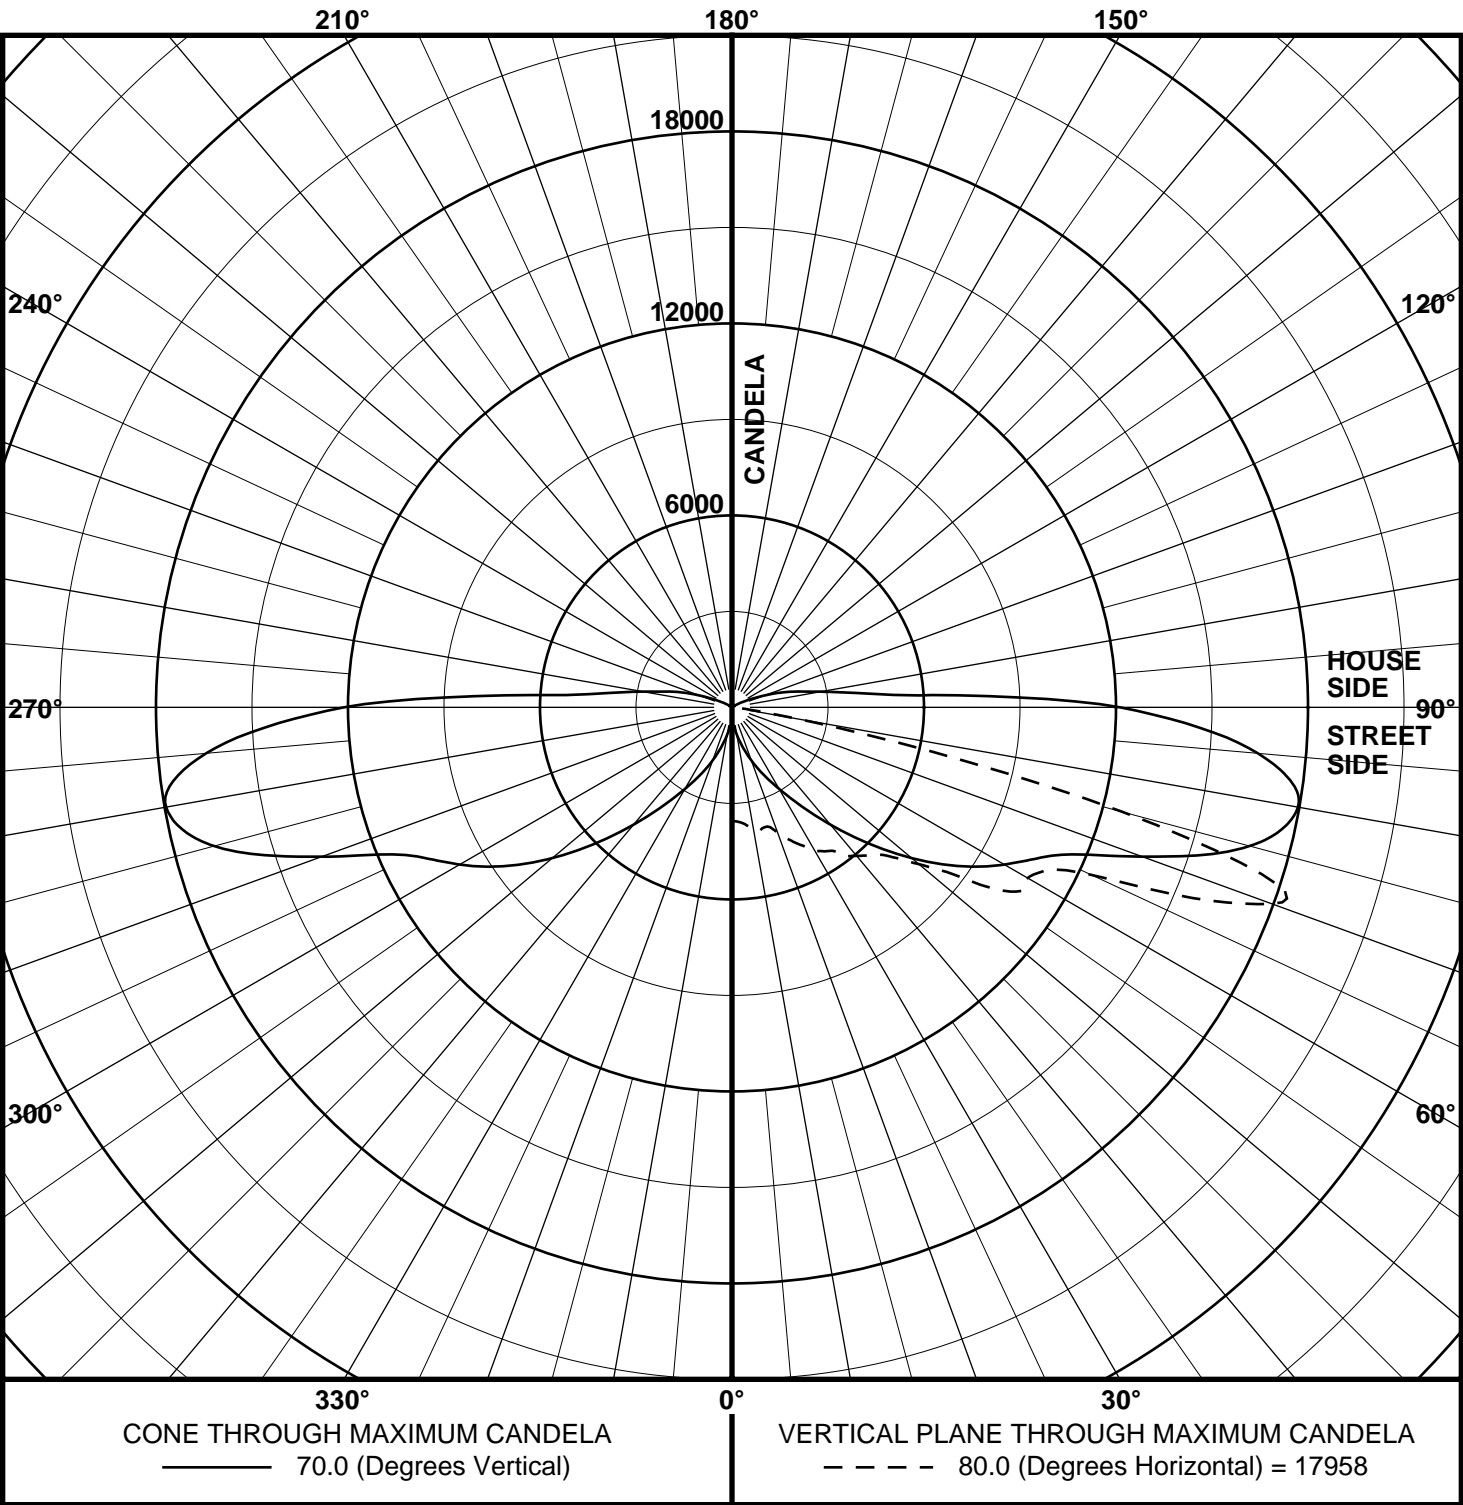 210° 180° 150°
18000
240° 12000 120°
CANDELA
6000
HOUSE
SIDE
270° 90°
STREET
SIDE
300° 60°
330° 0° 30°
CONE THROUGH MAXIMUM CANDELA
70.0 (Degrees Vertical)
VERTICAL PLANE THROUGH MAXIMUM CANDELA
80.0 (Degrees Horizontal) = 17958